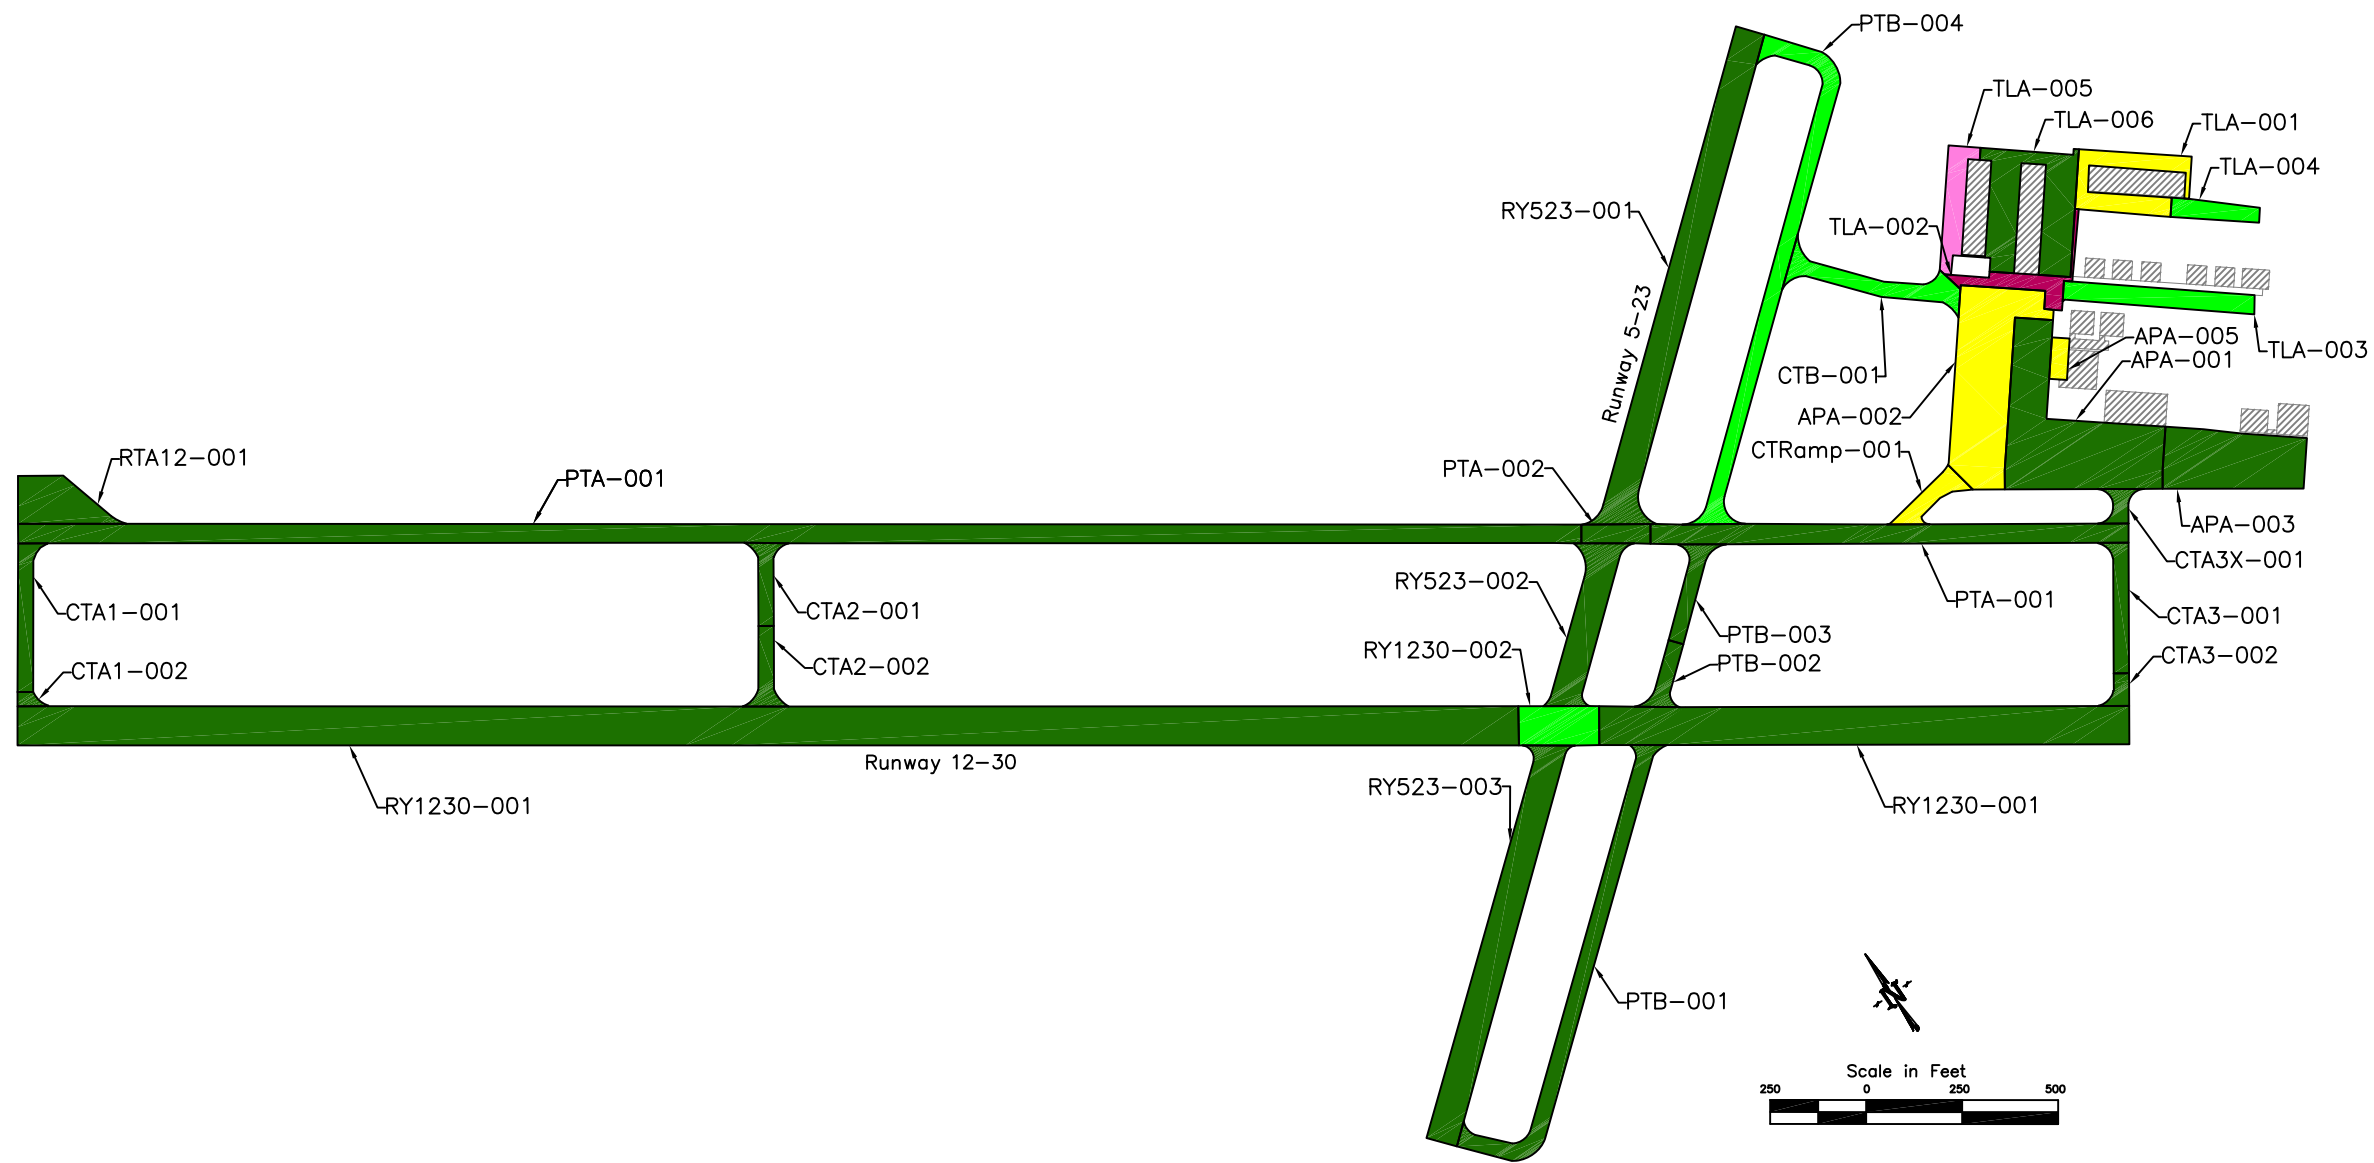 PTB-004
TLA-005
TLA-006
TLA-001
TLA-004
RY523-001
TLA-002
Runway 5-23
APA-005
TLA-003
APA-001
CTB-001
APA-002
CTRamp-001
RTA12-001
PTA-002
PTA-001
APA-003
CTA3X-001
RY523-002
PTA-001
CTA1-001
CTA2-001
CTA3-001
PTB-003
RY1230-002
CTA3-002
PTB-002
CTA1-002
CTA2-002
Runway 12-30
RY523-003
RY1230-001
RY1230-001
PTB-001
Scale in Feet
250 0 250 500